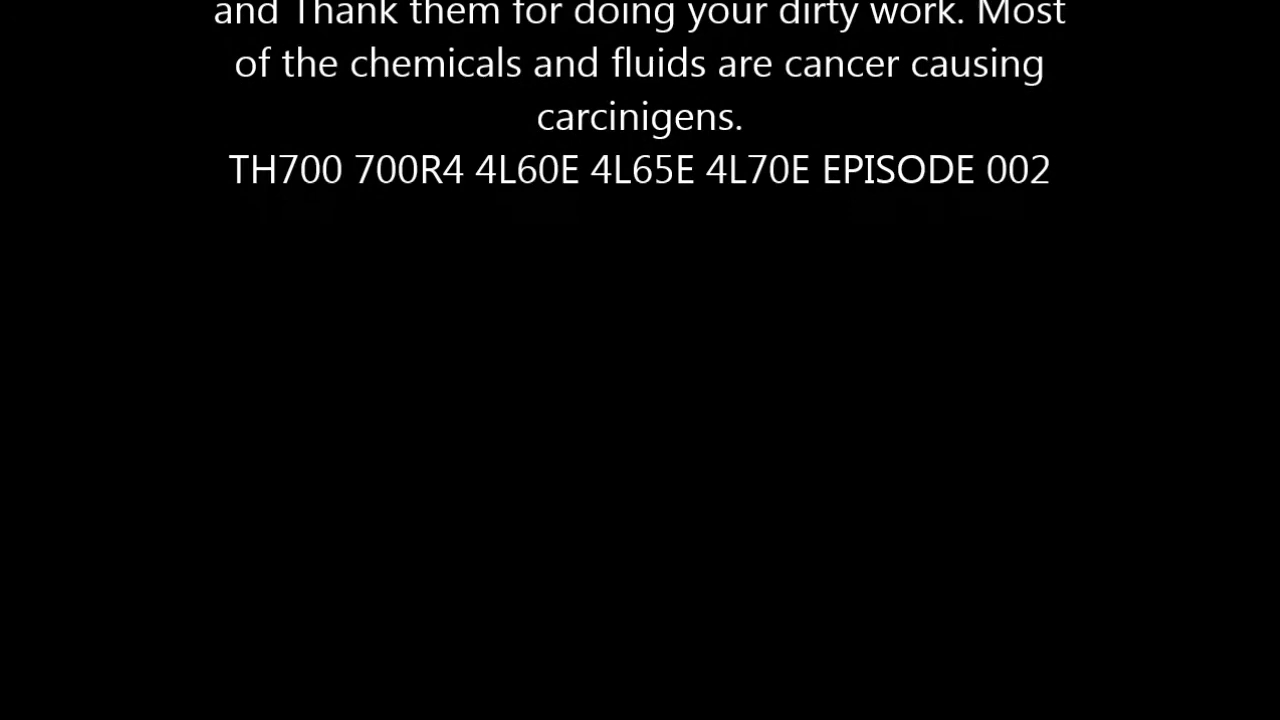 and Thank them for doing your dirty work. Most
of the chemicals and fluids are cancer causing
carcinigens.
TH700 700R4 4L60E 4L65E 4L70E EPISODE 002